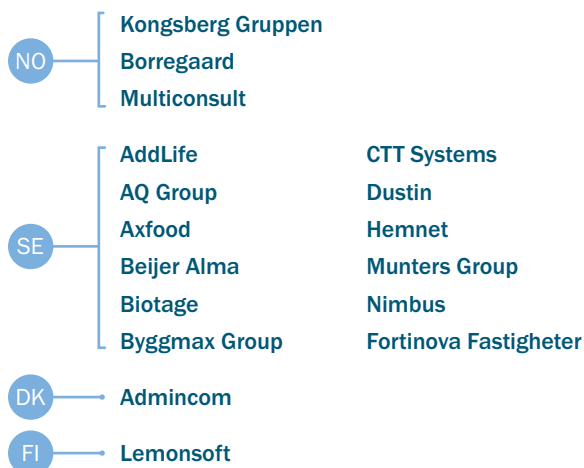 NO
Kongsberg Gruppen
Borregaard
Multiconsult
SE
AddLife
AQ Group
Axfood
Beijer Alma
Biotage
Byggmax Group
CTT Systems
Dustin
Hemnet
Munters Group
Nimbus
Fortinova Fastigheter
DK
Admincom
FI
Lemonsoft